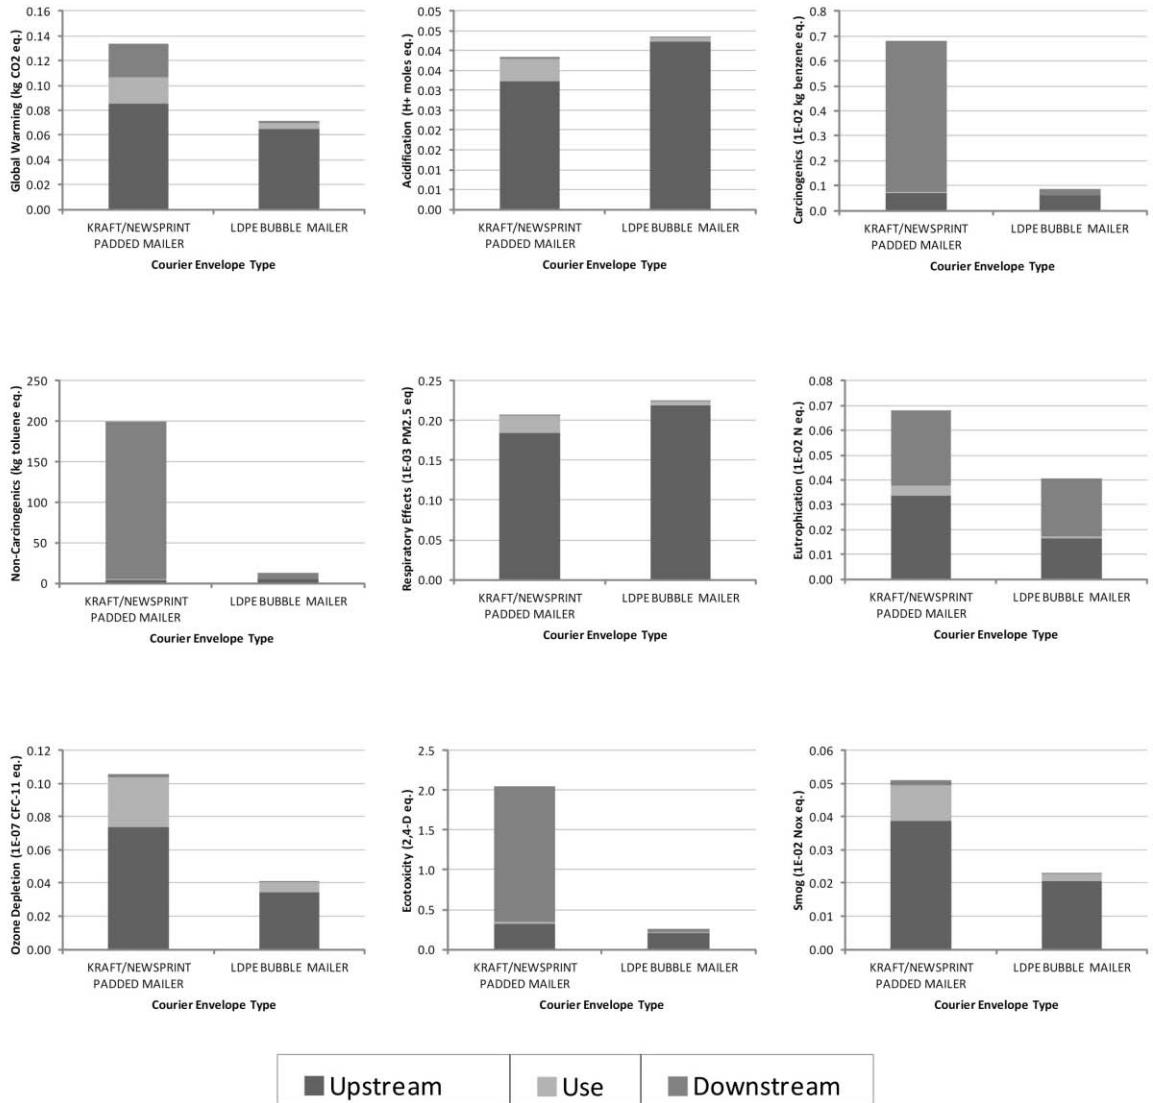 Global Warming (kg CO2 eq.)
0.16
0.14
0.12
0.10
0.08
0.06
0.04
0.02
0.00
KRAFT/NEWSPRINT
PADDED MAILER
LDPE BUBBLE MAILER
Courier Envelope Type
Acidification (H+ moles eq.)
0.05
0.05
0.04
0.04
0.03
0.03
0.02
0.02
0.01
0.01
0.00
KRAFT/NEWSPRINT
PADDED MAILER
LDPE BUBBLE MAILER
Courier Envelope Type
Carcinogenics (1E-02 kg benzene eq.)
0.8
0.7
0.6
0.5
0.4
0.3
0.2
0.1
0.0
KRAFT/NEWSPRINT
PADDED MAILER
LDPE BUBBLE MAILER
Courier Envelope Type
Non-Carcinogenics (kg toluene eq.)
250
200
150
100
50
0
KRAFT/NEWSPRINT
PADDED MAILER
LDPE BUBBLE MAILER
Courier Envelope Type
Respiratory Effects (1E-03 PM2.5 eq)
0.25
0.20
0.15
0.10
0.05
0.00
KRAFT/NEWSPRINT
PADDED MAILER
LDPE BUBBLE MAILER
Courier Envelope Type
Eutrophication (1E-02 N eq.)
0.08
0.07
0.06
0.05
0.04
0.03
0.02
0.01
0.00
KRAFT/NEWSPRINT
PADDED MAILER
LDPE BUBBLE MAILER
Courier Envelope Type
Ozone Depletion (1E-07 CFC-11 eq.)
0.12
0.10
0.08
0.06
0.04
0.02
0.00
KRAFT/NEWSPRINT
PADDED MAILER
LDPE BUBBLE MAILER
Courier Envelope Type
Ecotoxicity (2,4-D eq.)
2.5
2.0
1.5
1.0
0.5
0.0
KRAFT/NEWSPRINT
PADDED MAILER
LDPE BUBBLE MAILER
Courier Envelope Type
Smog (1E-02 Nox eq.)
0.06
0.05
0.04
0.03
0.02
0.01
0.00
KRAFT/NEWSPRINT
PADDED MAILER
LDPE BUBBLE MAILER
Courier Envelope Type
Upstream Use Downstream